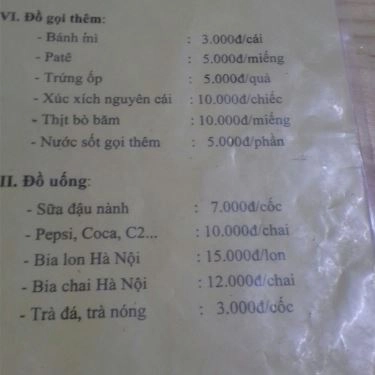 VI. Đồ gọi thêm:
- Bánh mì : 3.000đ/cái
- Patê : 5.000đ/miếng
- Trứng ốp : 5.000đ/quả
- Xúc xích nguyên cái : 10.000đ/chiếc
- Thịt bò băm : 10.000đ/miếng
- Nước sốt gọi thêm : 5.000đ/phần
II. Đồ uống:
- Sữa đậu nành : 7.000đ/cốc
- Pepsi, Coca, C2... : 10.000đ/chai
- Bia lon Hà Nội : 15.000đ/lon
- Bia chai Hà Nội : 12.000đ/chai
- Trà đá, trà nóng : 3.000đ/cốc